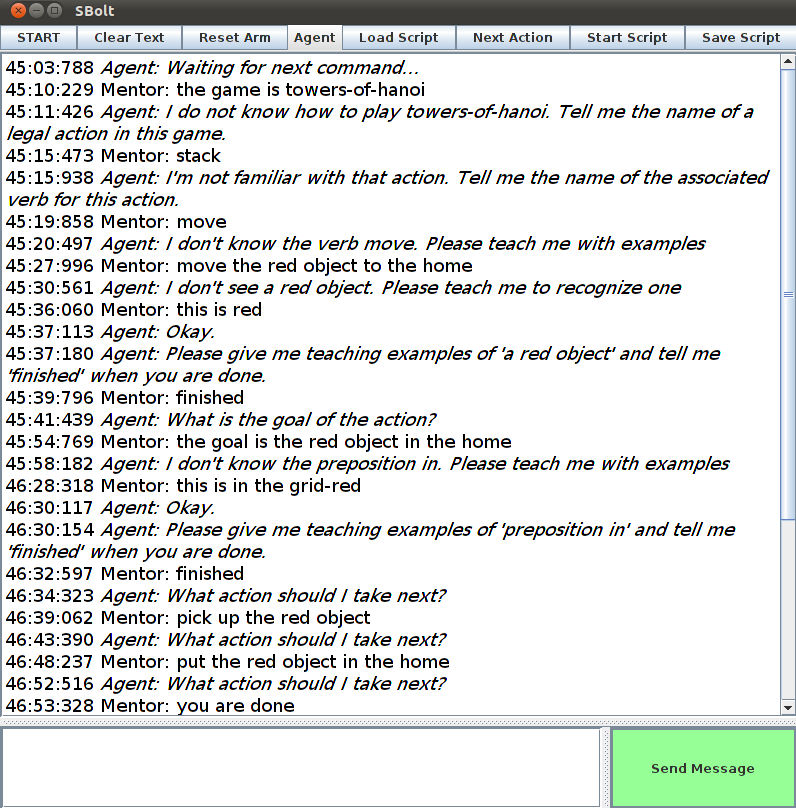 SBolt
START Clear Text Reset Arm Agent Load Script Next Action Start Script Save Script
45:03:788 Agent: Waiting for next command...
45:10:229 Mentor: the game is towers-of-hanoi
45:11:426 Agent: I do not know how to play towers-of-hanoi. Tell me the name of a
legal action in this game.
45:15:473 Mentor: stack
45:15:938 Agent: I'm not familiar with that action. Tell me the name of the associated
verb for this action.
45:19:858 Mentor: move
45:20:497 Agent: I don't know the verb move. Please teach me with examples
45:27:996 Mentor: move the red object to the home
45:30:561 Agent: I don't see a red object. Please teach me to recognize one
45:36:060 Mentor: this is red
45:37:113 Agent: Okay.
45:37:180 Agent: Please give me teaching examples of 'a red object' and tell me
'finished' when you are done.
45:39:796 Mentor: finished
45:41:439 Agent: What is the goal of the action?
45:54:769 Mentor: the goal is the red object in the home
45:58:182 Agent: I don't know the preposition in. Please teach me with examples
46:28:318 Mentor: this is in the grid-red
46:30:117 Agent: Okay.
46:30:154 Agent: Please give me teaching examples of 'preposition in' and tell me
'finished' when you are done.
46:32:597 Mentor: finished
46:34:323 Agent: What action should I take next?
46:39:062 Mentor: pick up the red object
46:43:390 Agent: What action should I take next?
46:48:237 Mentor: put the red object in the home
46:52:516 Agent: What action should I take next?
46:53:328 Mentor: you are done
Send Message